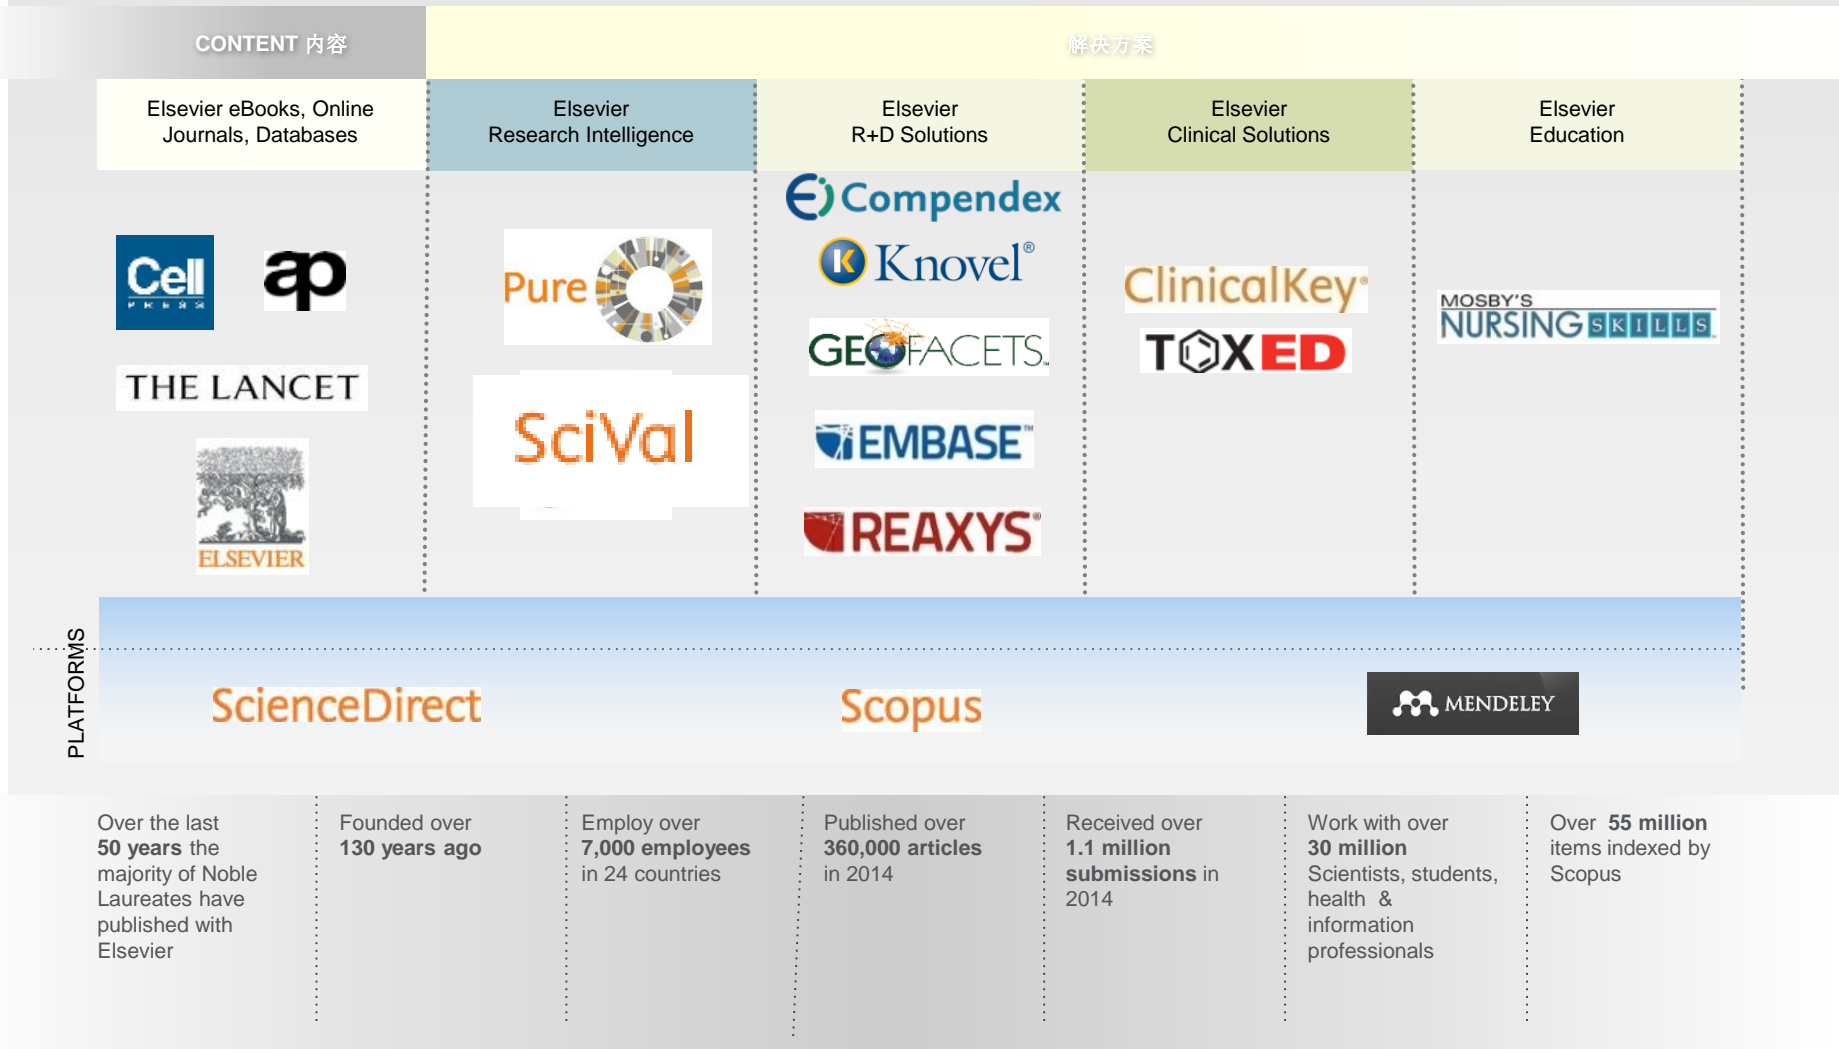 CONTENT 内容
解决方案
Elsevier eBooks, Online
Journals, Databases
Elsevier
Research Intelligence
Elsevier
R+D Solutions
Elsevier
Clinical Solutions
Elsevier
Education
Cell
PRESS
ap
THE LANCET
ELSEVIER
Pure
SciVal
Ei Compendex
K Knovel®
GEOFACETS™
EMBASE™
REAXYS®
ClinicalKey®
TOXED
MOSBY'S
NURSING SKILLS
PLATFORMS
ScienceDirect
Scopus
MENDELEY
Over the last
50 years the
majority of Noble
Laureates have
published with
Elsevier
Founded over
130 years ago
Employ over
7,000 employees
in 24 countries
Published over
360,000 articles
in 2014
Received over
1.1 million
submissions in
2014
Work with over
30 million
Scientists, students,
health &
information
professionals
Over 55 million
items indexed by
Scopus